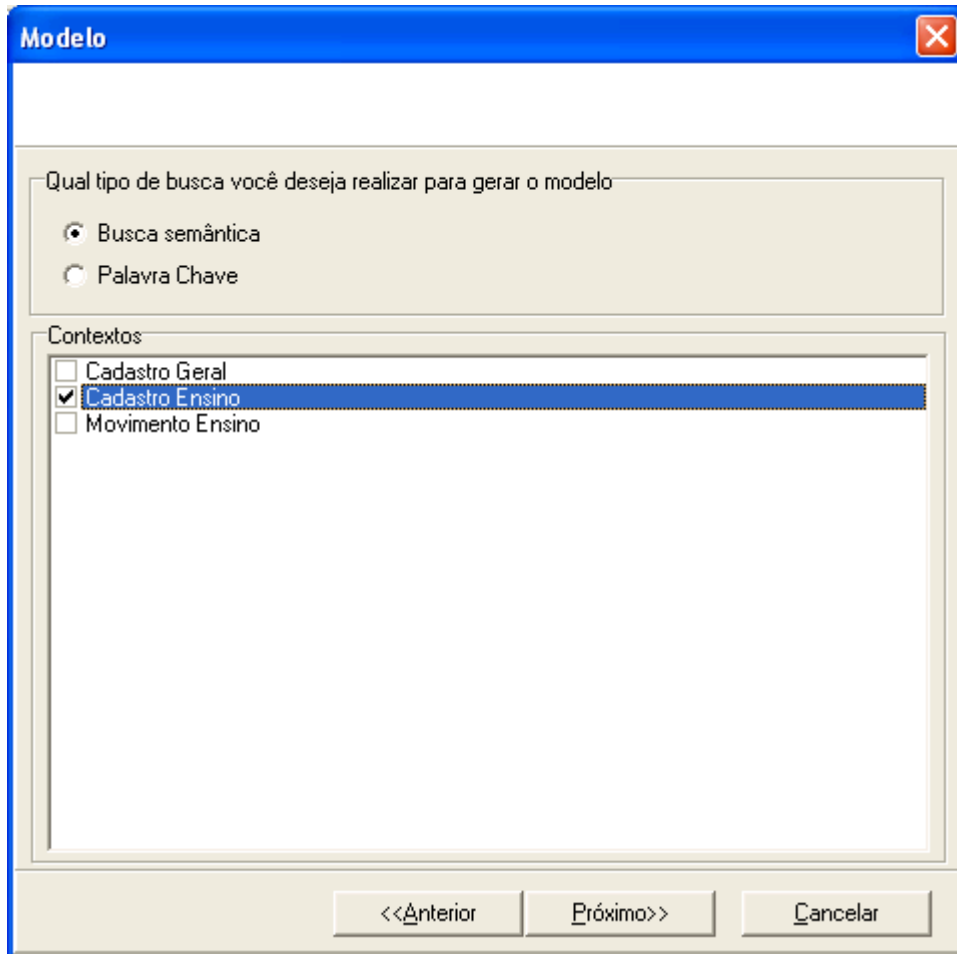 Modelo
Qual tipo de busca você deseja realizar para gerar o modelo
Busca semântica
Palavra Chave
Contextos
Cadastro Geral
Cadastro Ensino
Movimento Ensino
<<Anterior Próximo>> Cancelar